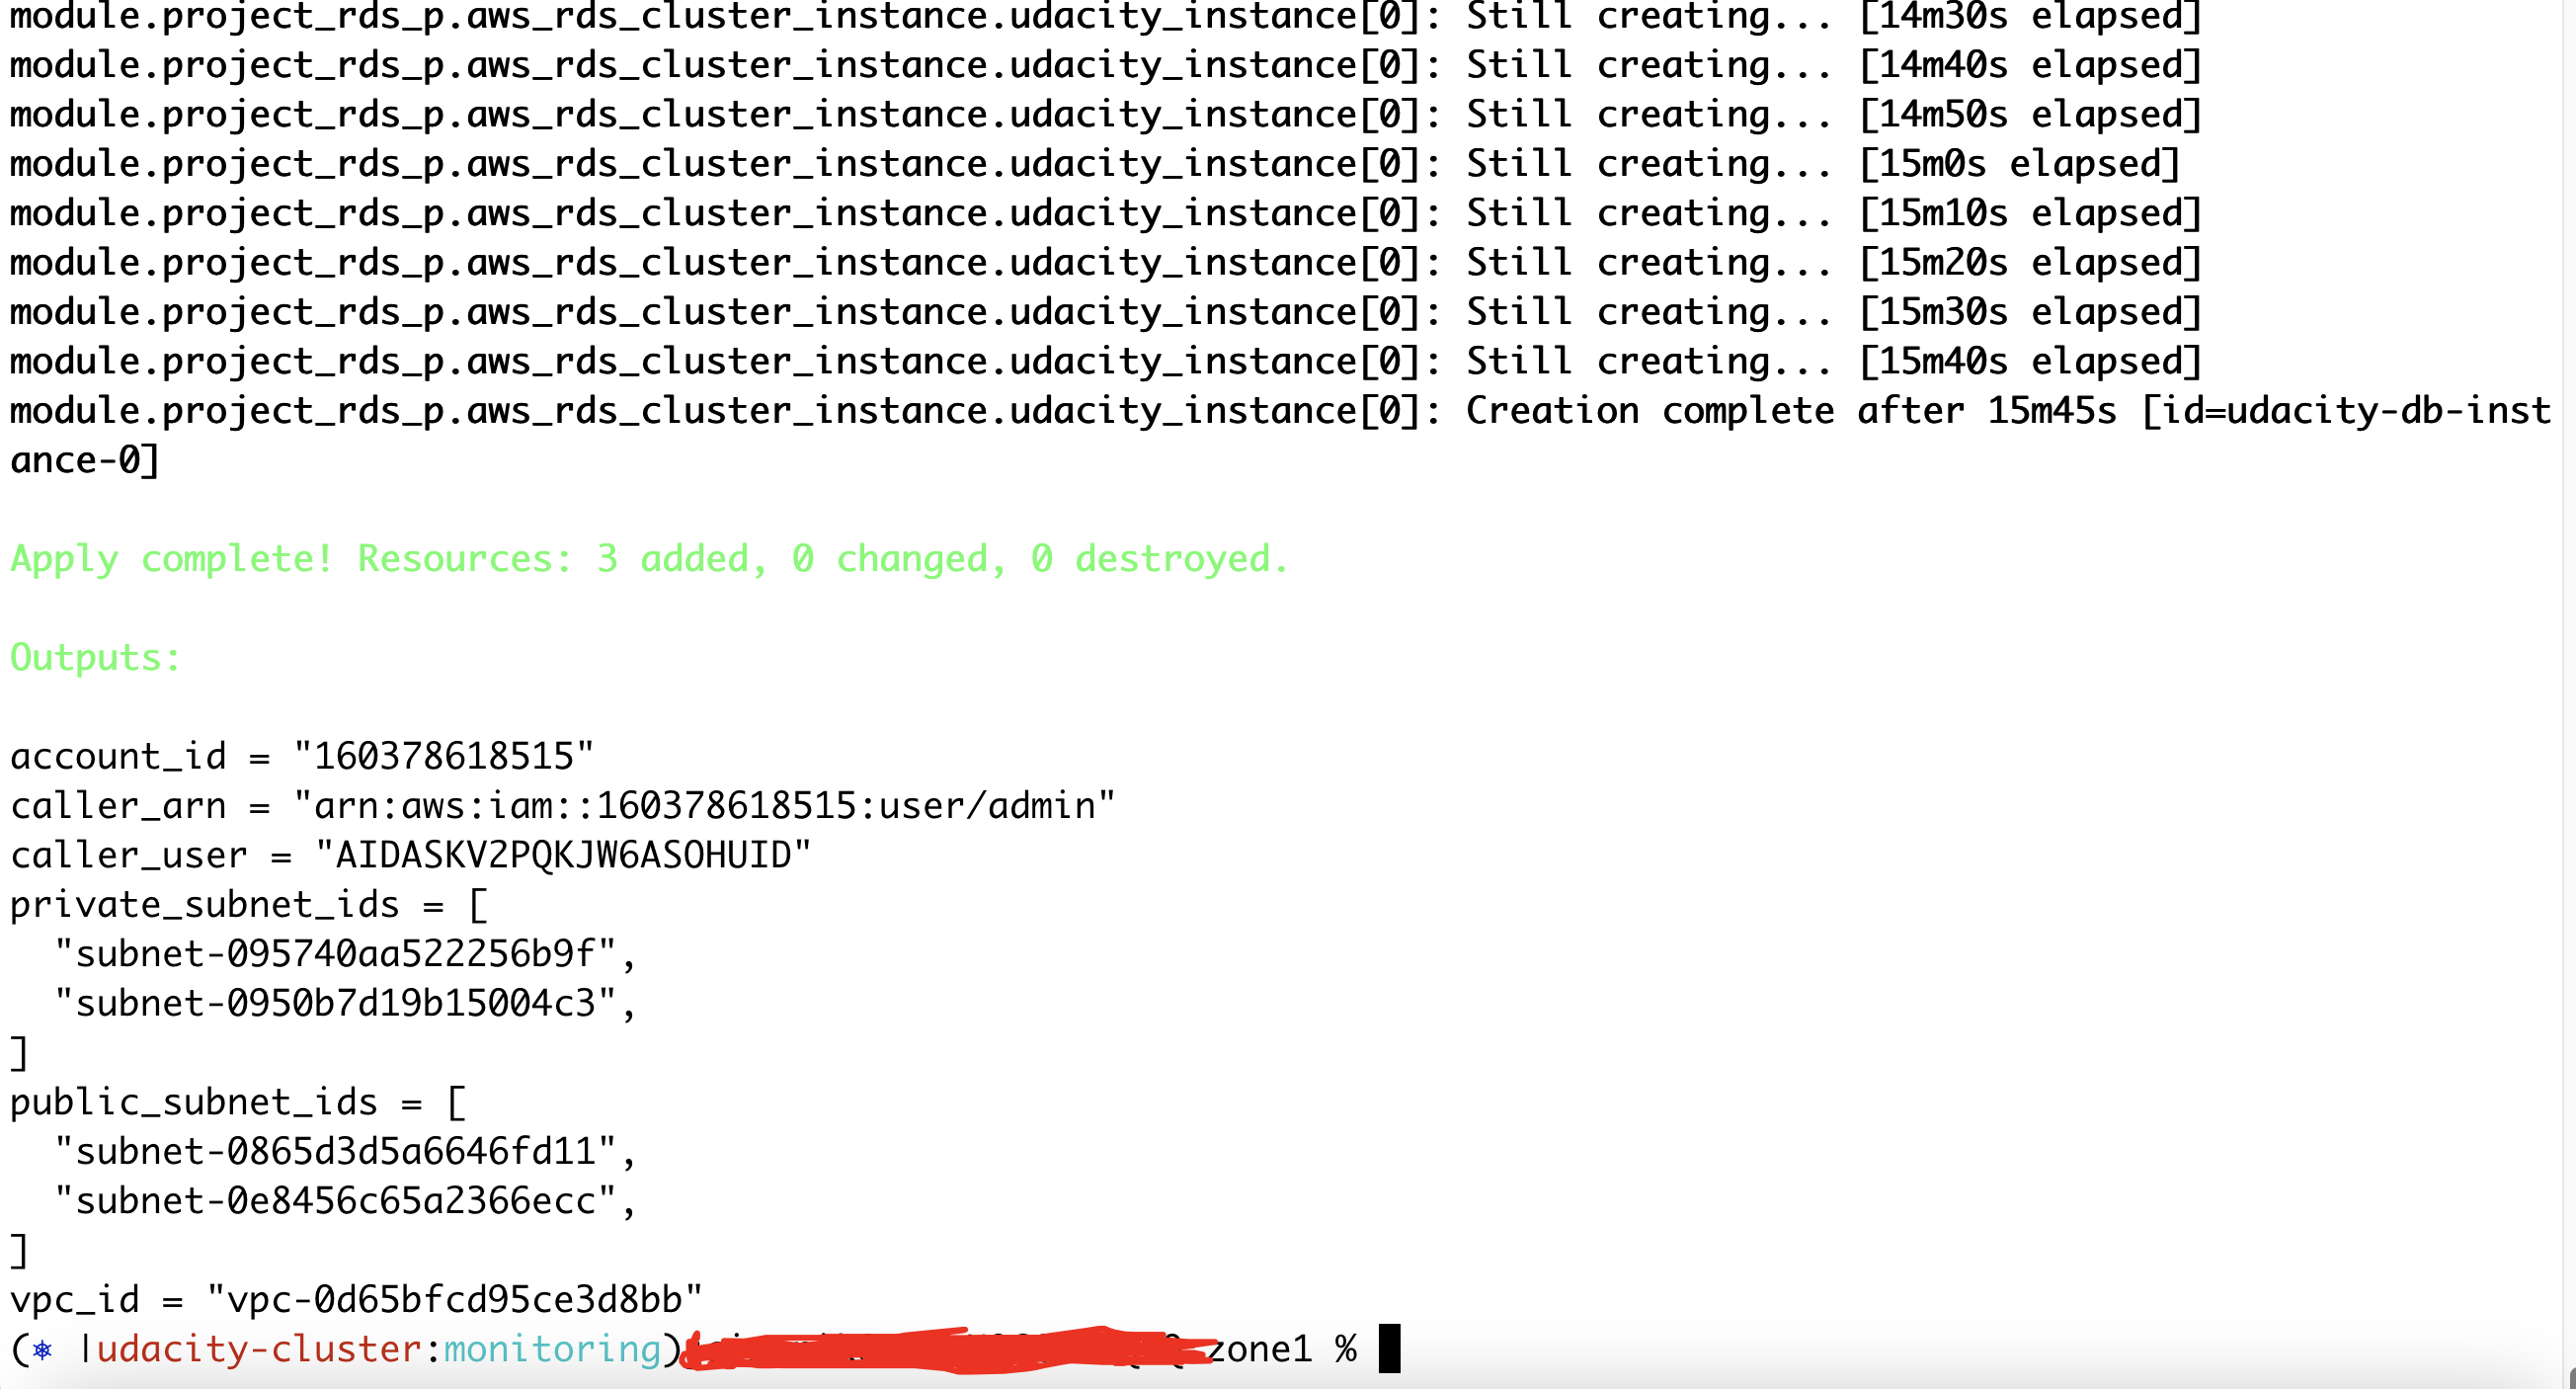 module.project_rds_p.aws_rds_cluster_instance.udacity_instance[0]: Still creating... [14m30s elapsed]
module.project_rds_p.aws_rds_cluster_instance.udacity_instance[0]: Still creating... [14m40s elapsed]
module.project_rds_p.aws_rds_cluster_instance.udacity_instance[0]: Still creating... [14m50s elapsed]
module.project_rds_p.aws_rds_cluster_instance.udacity_instance[0]: Still creating... [15m0s elapsed]
module.project_rds_p.aws_rds_cluster_instance.udacity_instance[0]: Still creating... [15m10s elapsed]
module.project_rds_p.aws_rds_cluster_instance.udacity_instance[0]: Still creating... [15m20s elapsed]
module.project_rds_p.aws_rds_cluster_instance.udacity_instance[0]: Still creating... [15m30s elapsed]
module.project_rds_p.aws_rds_cluster_instance.udacity_instance[0]: Still creating... [15m40s elapsed]
module.project_rds_p.aws_rds_cluster_instance.udacity_instance[0]: Creation complete after 15m45s [id=udacity-db-inst
ance-0]
Apply complete! Resources: 3 added, 0 changed, 0 destroyed.
Outputs:
account_id = "160378618515"
caller_arn = "arn:aws:iam::160378618515:user/admin"
caller_user = "AIDASKV2PQKJW6ASOHUID"
private_subnet_ids = [
  "subnet-095740aa522256b9f",
  "subnet-0950b7d19b15004c3",
]
public_subnet_ids = [
  "subnet-0865d3d5a6646fd11",
  "subnet-0e8456c65a2366ecc",
]
vpc_id = "vpc-0d65bfcd95ce3d8bb"
(⎈ |udacity-cluster:monitoring) zone1 %